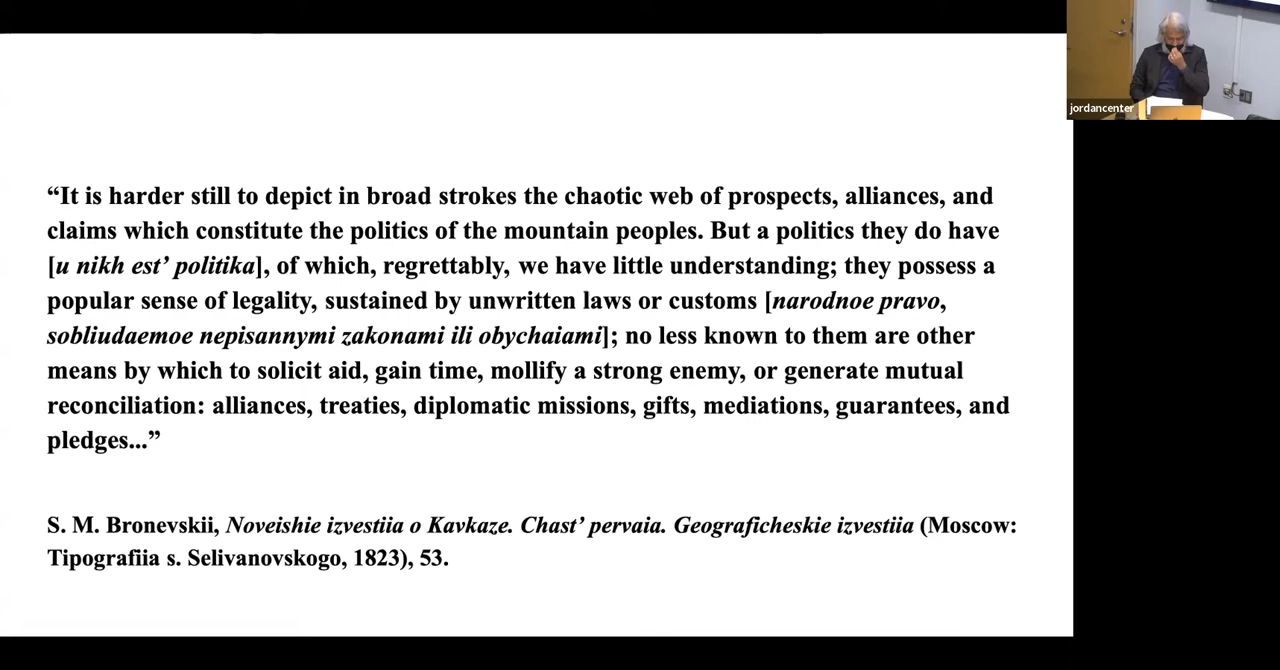 “It is harder still to depict in broad strokes the chaotic web of prospects, alliances, and
claims which constitute the politics of the mountain peoples. But a politics they do have
[u nikh est’ politika], of which, regrettably, we have little understanding; they possess a
popular sense of legality, sustained by unwritten laws or customs [narodnoe pravo,
sobliudaemoe nepisannymi zakonami ili obychaiami]; no less known to them are other
means by which to solicit aid, gain time, mollify a strong enemy, or generate mutual
reconciliation: alliances, treaties, diplomatic missions, gifts, mediations, guarantees, and
pledges...”
S. M. Bronevskii, Noveishie izvestiia o Kavkaze. Chast’ pervaia. Geograficheskie izvestiia (Moscow:
Tipografiia s. Selivanovskogo, 1823), 53.
jordancenter